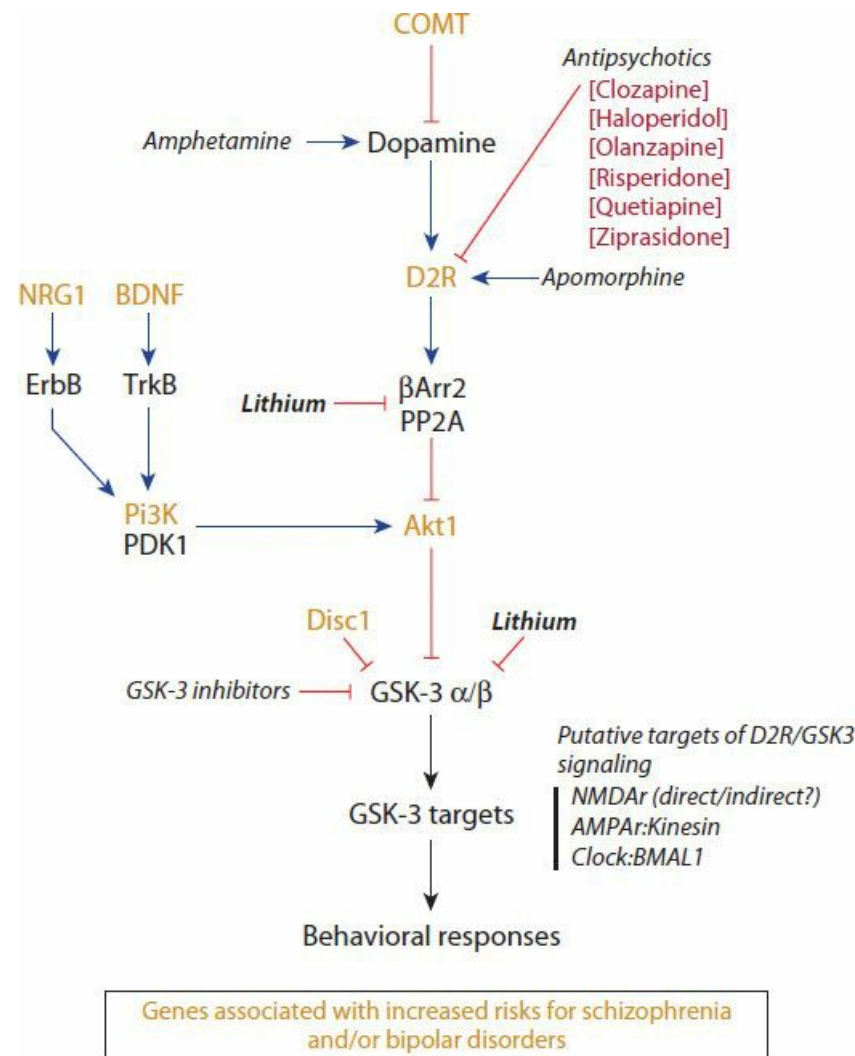 COMT
Antipsychotics
[Clozapine]
[Haloperidol]
[Olanzapine]
[Risperidone]
[Quetiapine]
[Ziprasidone]
Amphetamine
Dopamine
D2R
Apomorphine
NRG1
BDNF
ErbB
TrkB
Lithium
βArr2
PP2A
Pi3K
PDK1
Akt1
Disc1
Lithium
GSK-3 inhibitors
GSK-3 α/β
Putative targets of D2R/GSK3
signaling
NMDAr (direct/indirect?)
AMPAr:Kinesin
Clock:BMAL1
GSK-3 targets
Behavioral responses
Genes associated with increased risks for schizophrenia
and/or bipolar disorders